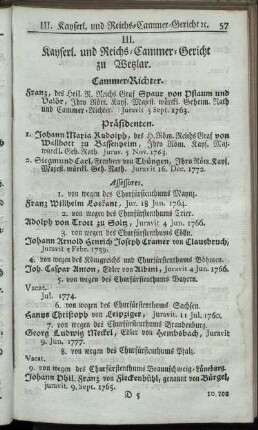 III. Kayserl. und Reichs-Cammer-Gericht ꝛc. 57
III.
Kayserl. und Reichs-Cammer-Gericht
zu Wetzlar.
Cammer-Richter.
Franz, des Heil. R. Reichs Graf Spaur von Pflaum und
Valör, Ihro Röm. Kays. Majest. würkl. Geheim. Rath
und Cammer-Richter. Juravit 5 Sept. 1763.
Präsidenten.
1. Johann Maria Rudolph, des H. Röm. Reichs Graf von
Wallbott zu Bassenheim, Ihro Röm. Kays. Maj.
würkl. Geh. Rath. Jurav. 5 Nov. 1763.
2. Siegmund Carl, Freyherr von Thüngen, Ihro Röm. Kays.
Majest. würkl. Geh. Rath Juravit 16. Dec. 1772.
Assessores.
1. von wegen des Churfürstenthums Maynz.
Franz Wilhelm Loskant, Jur. 18 Jun. 1764.
2. von wegen des Churfürstenthums Trier.
Adolph von Trott zu Solz, Juravit 4 Jun. 1766.
3. von wegen des Churfürstenthums Cölln.
Johann Arnold Henrich Joseph Cramer von Clausbruch,
Juravit 4 Febr. 1759.
4. von wegen des Königreichs und Churfürstenthums Böhmen.
Joh. Caspar Anton, Edler von Albini, Juravit 4 Jun.
5. von wegen des Churfürstenthums Bayern.
Vacat.
Jul. 1774.
6. von wegen des Churfürstenthums Sachsen.
Hanns Christoph von Leipziger, Juravit 11 Jul. 1760.
7. von wegen des Churfürstenthums Brandenburg.
Georg Ludwig Meckel, Edler von Hembsbach, Juravit
9. Jun. 1777.
8. von wegen des Churfürstenthums Pfalz.
Vacat.
9. von wegen des Churfürstenthums Braunschweig-Lüneburg.
Johann Phil. Franz von Fleckenbühl, genannt von Bürgel,
juravit 9. Sept. 1765.
D 5 10. von